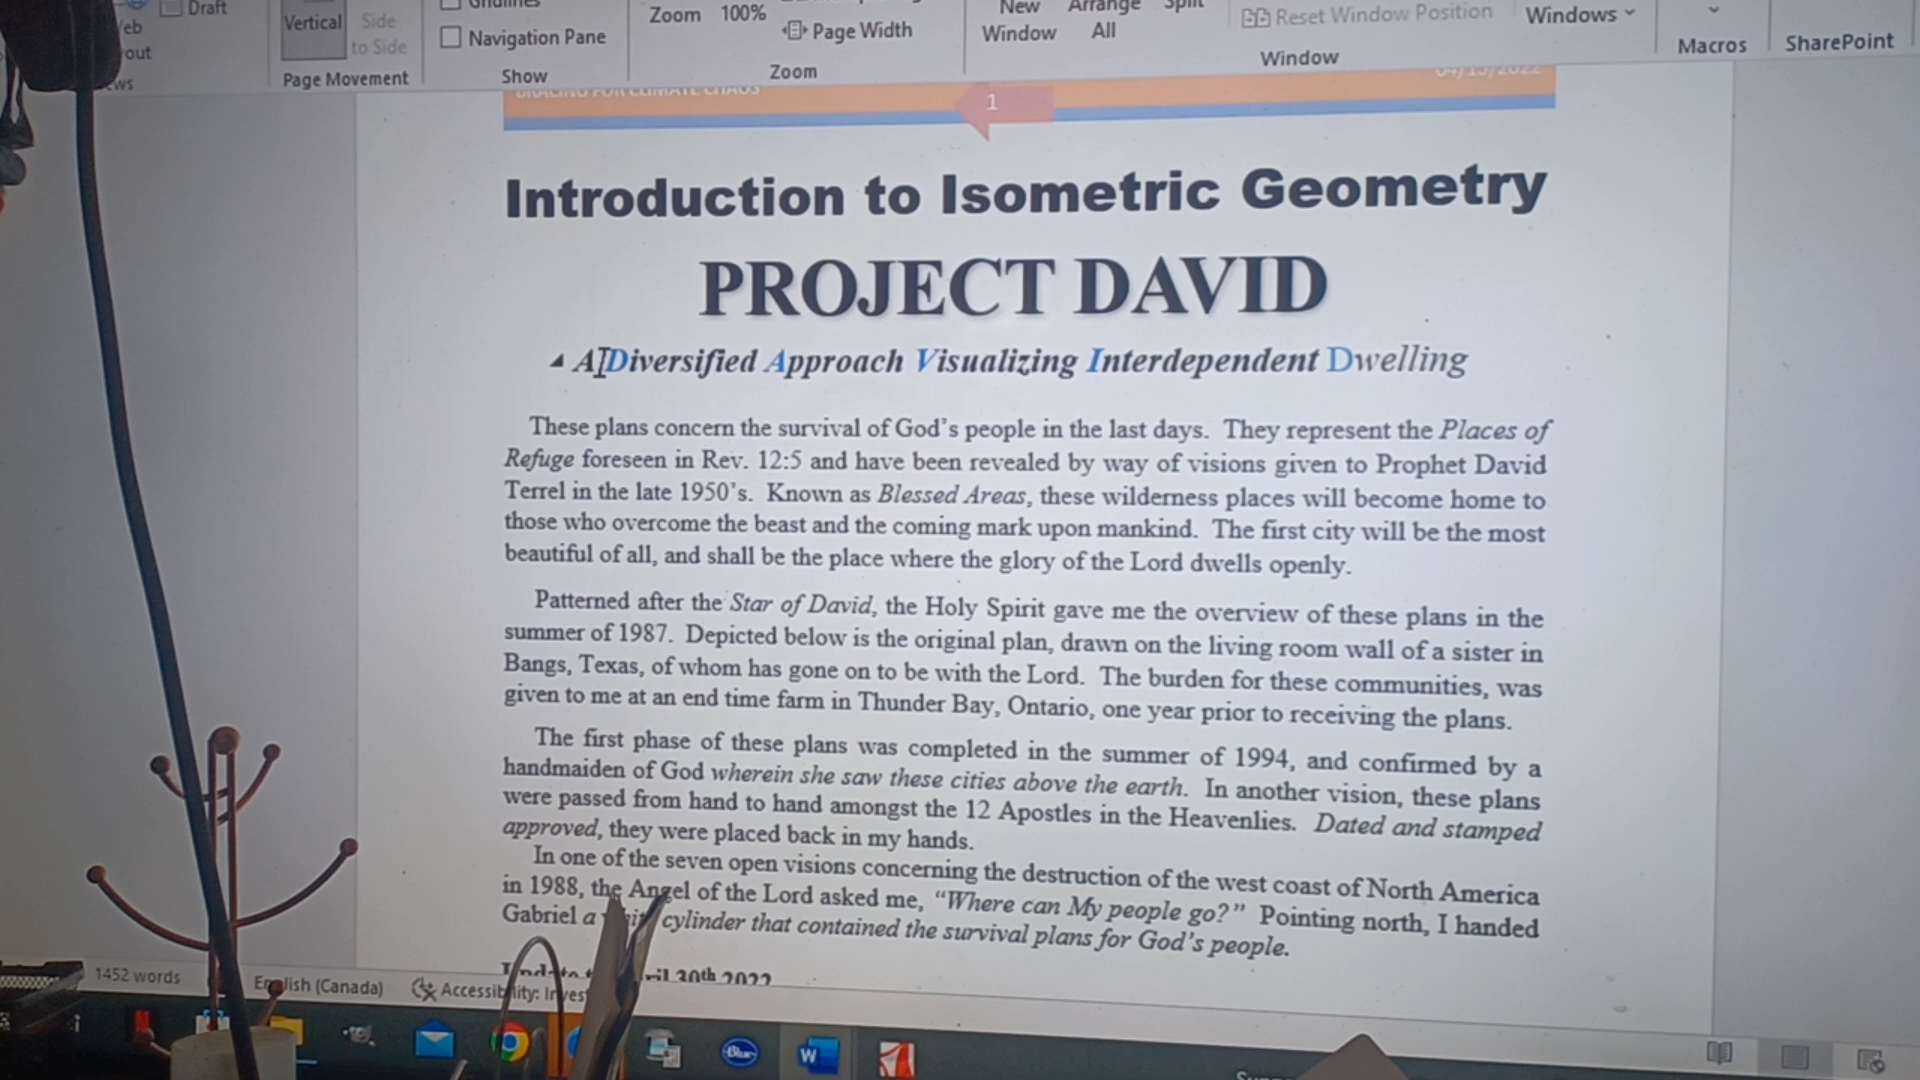 Draft
Vertical
Side
to Side
Page Movement
Gridlines
Navigation Pane
Show
Zoom
100%
Page Width
Zoom
New
Window
Arrange
All
Split
Reset Window Position
Window
Windows
Macros
SharePoint
BRACING FOR CLIMATE CHAOS
1
04/13/2022
Introduction to Isometric Geometry
PROJECT DAVID
A Diversified Approach Visualizing Interdependent Dwelling
These plans concern the survival of God's people in the last days. They represent the Places of
Refuge foreseen in Rev. 12:5 and have been revealed by way of visions given to Prophet David
Terrel in the late 1950's. Known as Blessed Areas, these wilderness places will become home to
those who overcome the beast and the coming mark upon mankind. The first city will be the most
beautiful of all, and shall be the place where the glory of the Lord dwells openly.
Patterned after the Star of David, the Holy Spirit gave me the overview of these plans in the
summer of 1987. Depicted below is the original plan, drawn on the living room wall of a sister in
Bangs, Texas, of whom has gone on to be with the Lord. The burden for these communities, was
given to me at an end time farm in Thunder Bay, Ontario, one year prior to receiving the plans.
The first phase of these plans was completed in the summer of 1994, and confirmed by a
handmaiden of God wherein she saw these cities above the earth. In another vision, these plans
were passed from hand to hand amongst the 12 Apostles in the Heavenlies. Dated and stamped
approved, they were placed back in my hands.
In one of the seven open visions concerning the destruction of the west coast of North America
in 1988, the Angel of the Lord asked me, "Where can My people go?" Pointing north, I handed
Gabriel a white cylinder that contained the survival plans for God's people.
30th 2022
1452 words
English (Canada)
Accessibility:
Blue
W